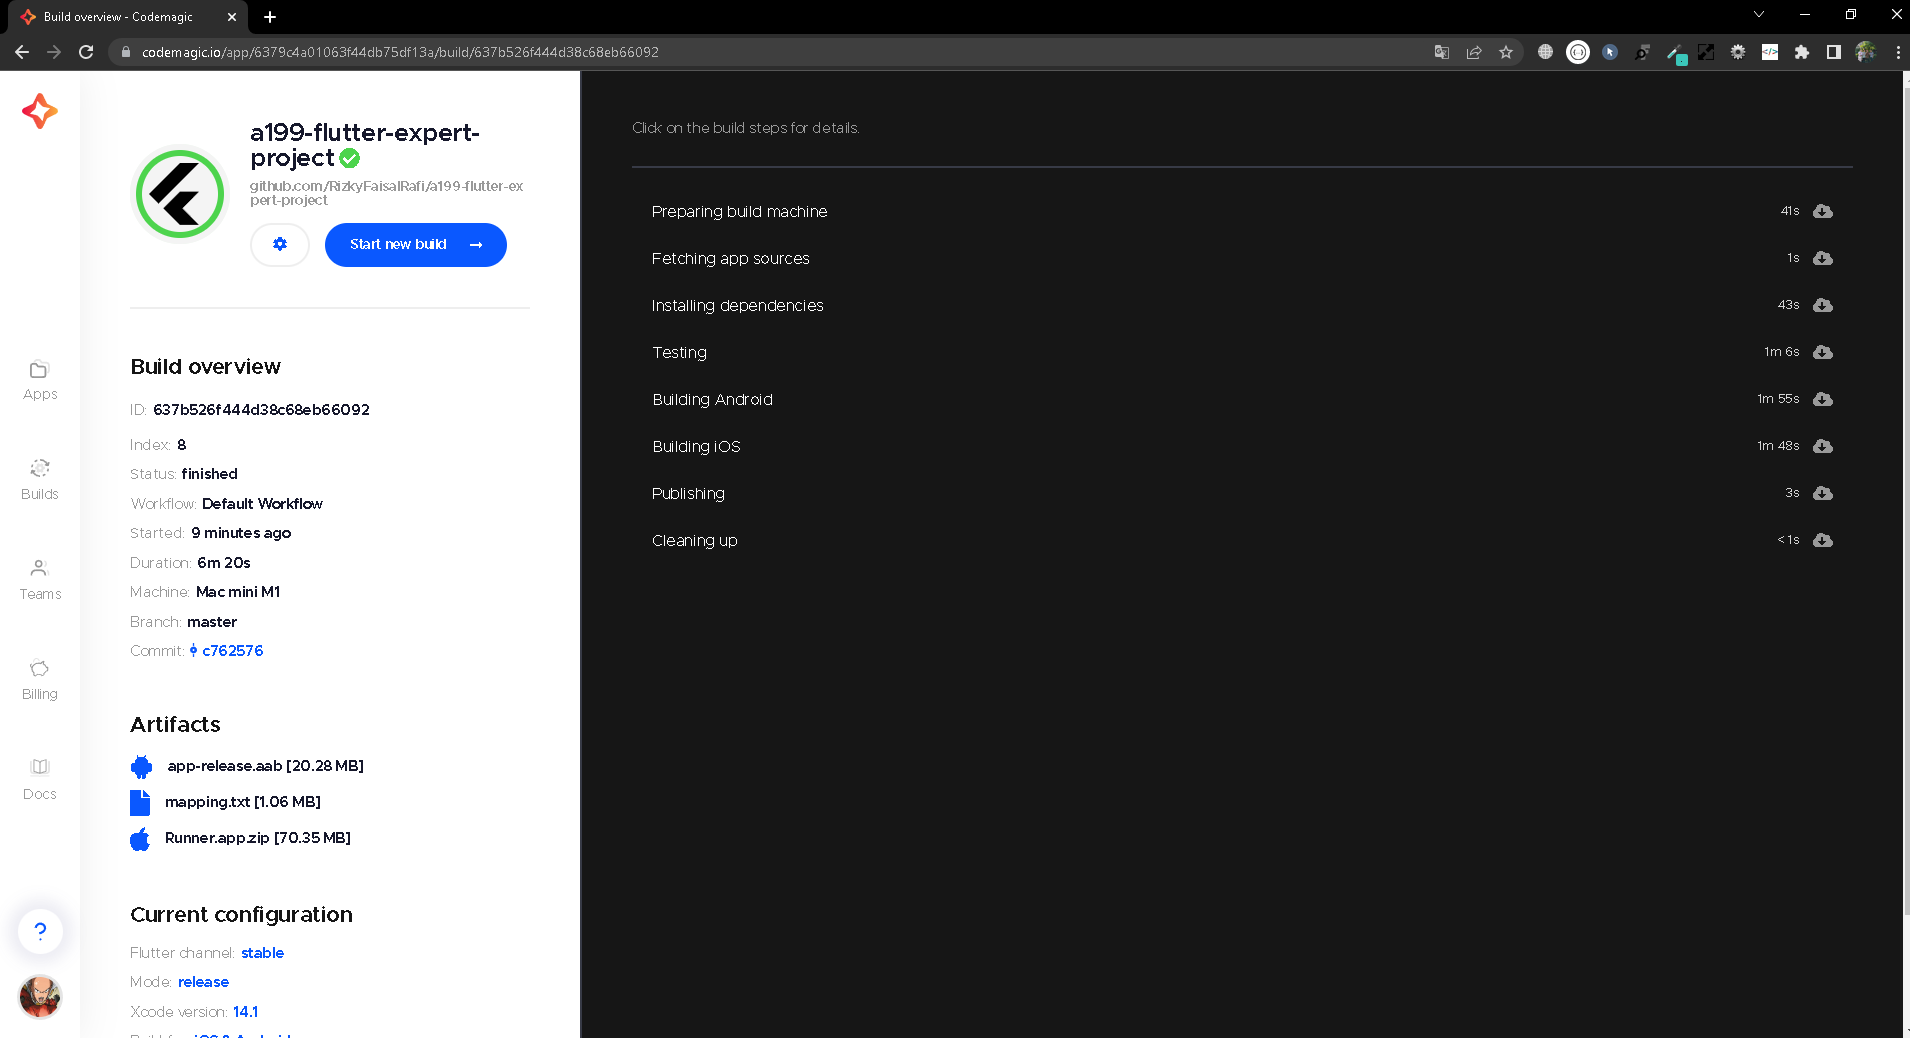 Build overview - Codemagic
codemagic.io/app/6379c4a01063f44db75df13a/build/637b526f444d38c68eb66092
a199-flutter-expert-
project
github.com/RizkyFaisalRafi/a199-flutter-ex
pert-project
Start new build
Build overview
ID: 637b526f444d38c68eb66092
Index: 8
Status: finished
Workflow: Default Workflow
Started: 9 minutes ago
Duration: 6m 20s
Machine: Mac mini M1
Branch: master
Commit: c762576
Artifacts
app-release.aab [20.28 MB]
mapping.txt [1.06 MB]
Runner.app.zip [70.35 MB]
Current configuration
Flutter channel: stable
Mode: release
Xcode version: 14.1
Apps
Builds
Teams
Billing
Docs
?
Click on the build steps for details.
Preparing build machine 41s
Fetching app sources 1s
Installing dependencies 43s
Testing 1m 6s
Building Android 1m 55s
Building iOS 1m 48s
Publishing 3s
Cleaning up <1s